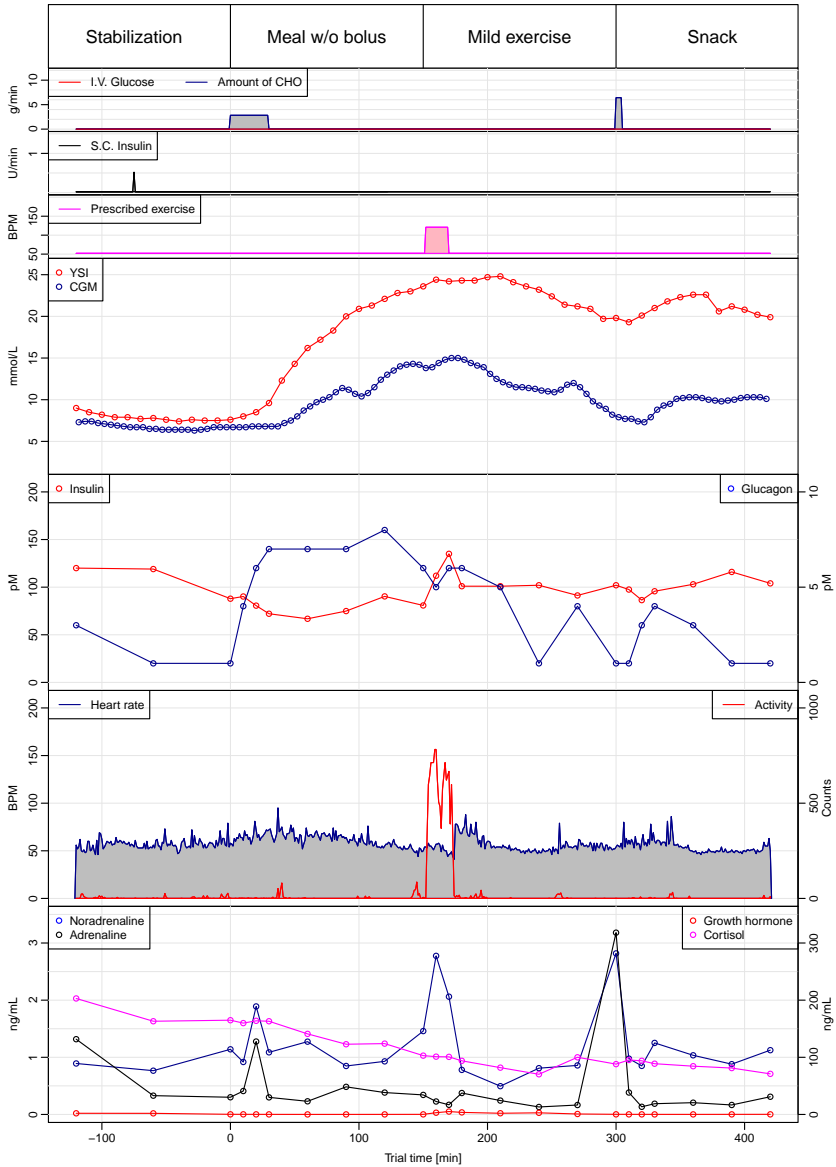 Stabilization Meal w/o bolus Mild exercise Snack
I.V. Glucose Amount of CHO
g/min
0 5 10
S.C. Insulin
U/min
1
Prescribed exercise
BPM
50 150
YSI
CGM
mmol/L
5 10 15 20 25
Insulin
Glucagon
pM
0 50 100 150 200
pM
0 5 10
Heart rate
Activity
BPM
0 50 100 150 200
Counts
0 500 1000
Noradrenaline
Adrenaline
Growth hormone
Cortisol
ng/mL
0 1 2 3
ng/mL
0 100 200 300
−100 0 100 200 300 400
Trial time [min]